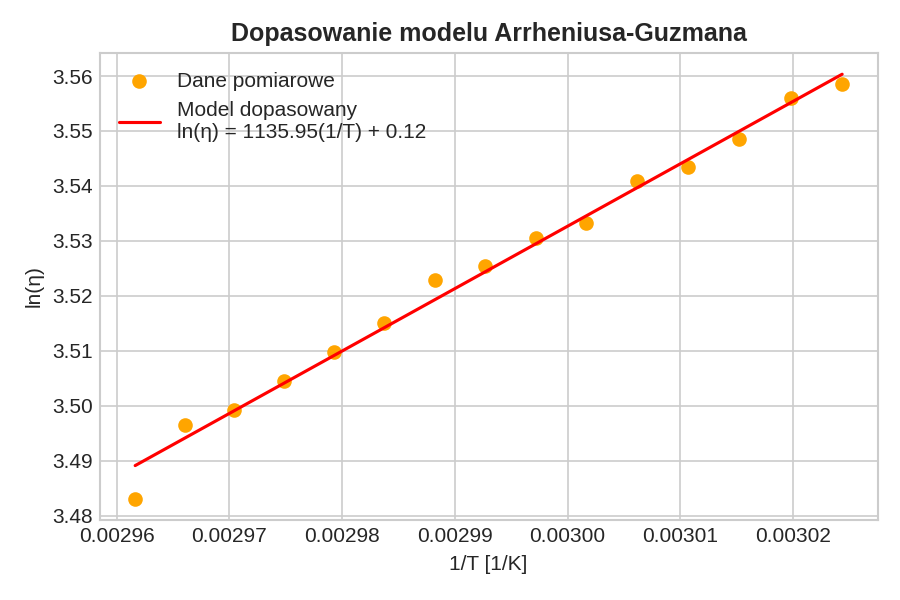 Dopasowanie modelu Arrheniusa-Guzmana
Dane pomiarowe
Model dopasowany
ln(η) = 1135.95(1/T) + 0.12
3.56
3.55
3.54
3.53
3.52
3.51
3.50
3.49
3.48
ln(η)
0.00296
0.00297
0.00298
0.00299
0.00300
0.00301
0.00302
1/T [1/K]